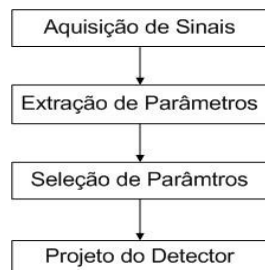 Aquisição de Sinais
Extração de Parâmetros
Seleção de Parâmtros
Projeto do Detector